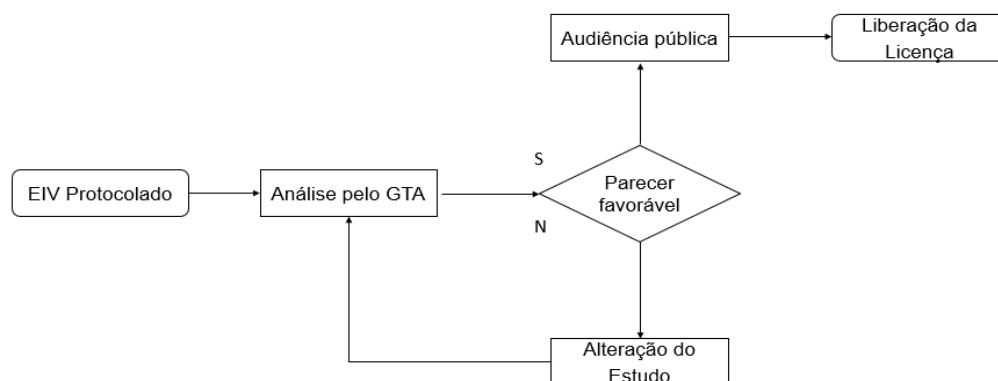 Audiência pública
Liberação da
Licença
S
EIV Protocolado
Análise pelo GTA
Parecer
favorável
N
Alteração do
Estudo